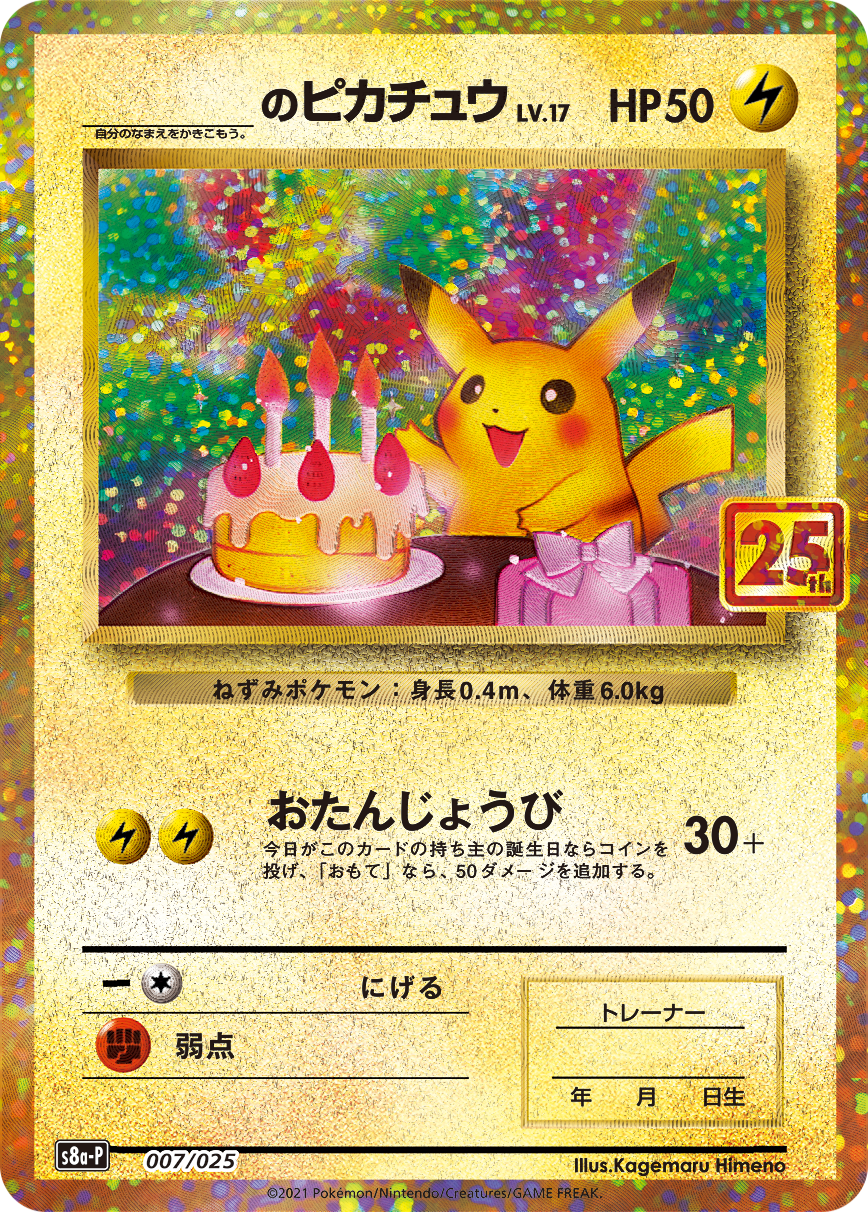 のピカチュウ LV.17 HP50
自分のなまえをかきこもう。
25th
ねずみポケモン：身長0.4m、体重6.0kg
おたんじょうび 30+
今日がこのカードの持ち主の誕生日ならコインを
投げ、「おもて」なら、50ダメージを追加する。
ー にげる
弱点
トレーナー
年 月 日生
s8a-P 007/025
Illus.Kagemaru Himeno
©2021 Pokémon/Nintendo/Creatures/GAME FREAK.